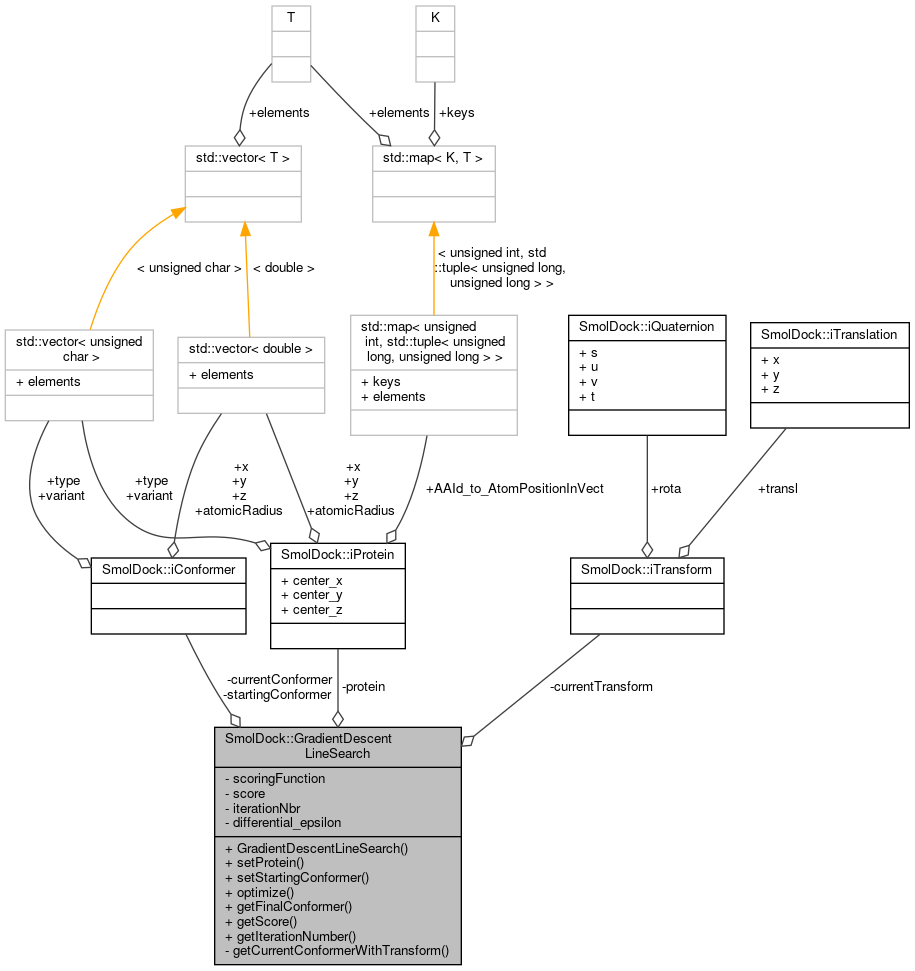 T
K
+elements
+elements
+keys
std::vector< T >
std::map< K, T >
< unsigned char >
< double >
< unsigned int, std
::tuple< unsigned long,
unsigned long > >
std::vector< unsigned
char >
+ elements
std::vector< double >
+ elements
std::map< unsigned
int, std::tuple< unsigned
long, unsigned long > >
+ keys
+ elements
SmolDock::iQuaternion
+ s
+ u
+ v
+ t
SmolDock::iTranslation
+ x
+ y
+ z
+type
+variant
+type
+variant
+x
+y
+z
+atomicRadius
+x
+y
+z
+atomicRadius
+AAId_to_AtomPositionInVect
+rota
+transl
SmolDock::iConformer
SmolDock::iProtein
+ center_x
+ center_y
+ center_z
SmolDock::iTransform
-currentConformer
-startingConformer
-protein
-currentTransform
SmolDock::GradientDescent
LineSearch
- scoringFunction
- score
- iterationNbr
- differential_epsilon
+ GradientDescentLineSearch()
+ setProtein()
+ setStartingConformer()
+ optimize()
+ getFinalConformer()
+ getScore()
+ getIterationNumber()
- getCurrentConformerWithTransform()